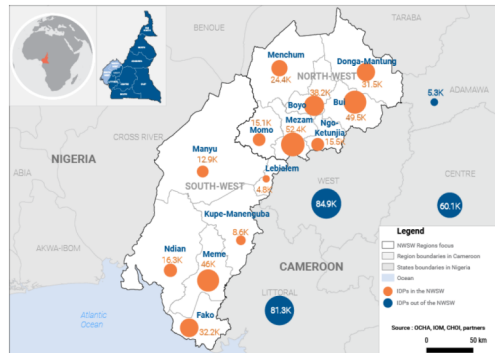 TARABA
BENOUE
Menchum
24.4K
Donga-Mantung
31.5K
NORTH-WEST
38.2K
Boyo
Bui
49.5K
5.3K
ADAMAWA
15.1K
Momo
Mezam
52.4K
Ngo-
Ketunjia
15.5K
CROSS RIVER
Manyu
12.9K
NIGERIA
ABIA
Lebialem
4.8K
SOUTH-WEST
WEST
84.9K
CENTRE
60.1K
Kupe-Manenguba
8.6K
AKWA-IBOM
Ndian
16.3K
Meme
46K
CAMEROON
LITTORAL
81.3K
Fako
32.2K
Atlantic
Ocean
Legend
NWSW Regions focus
Region boundaries in Cameroon
States boundaries in Nigeria
Ocean
IDPs in the NWSW
IDPs out of the NWSW
Source : OCHA, IOM, CHOI, partners
0
50 km